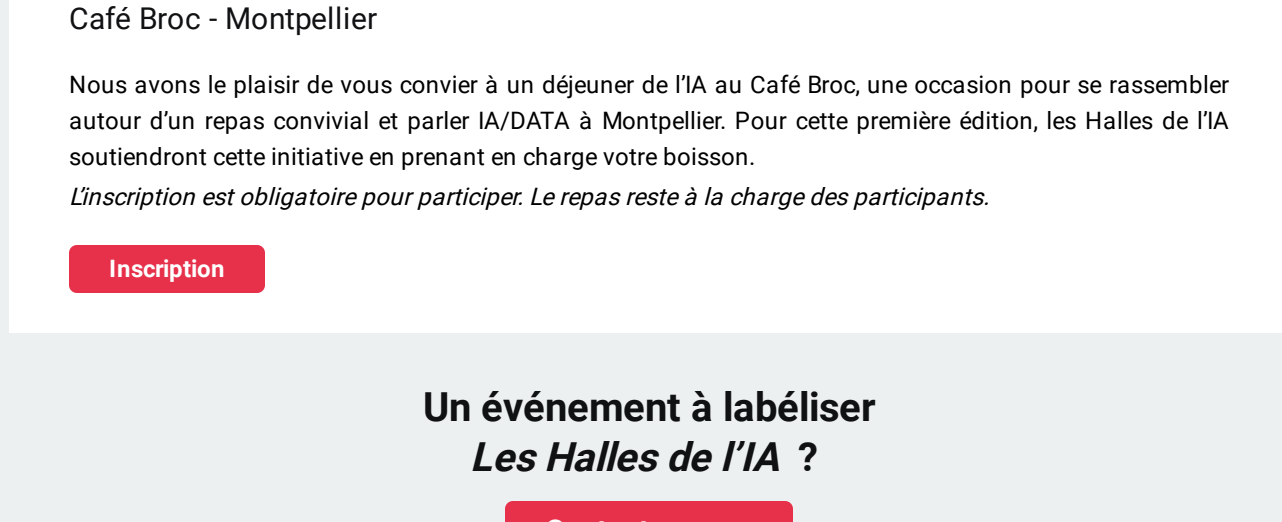 Café Broc - Montpellier
Nous avons le plaisir de vous convier à un déjeuner de l’IA au Café Broc, une occasion pour se rassembler
autour d’un repas convivial et parler IA/DATA à Montpellier. Pour cette première édition, les Halles de l’IA
soutiendront cette initiative en prenant en charge votre boisson.
L’inscription est obligatoire pour participer. Le repas reste à la charge des participants.
Inscription
Un événement à labéliser
Les Halles de l’IA ?